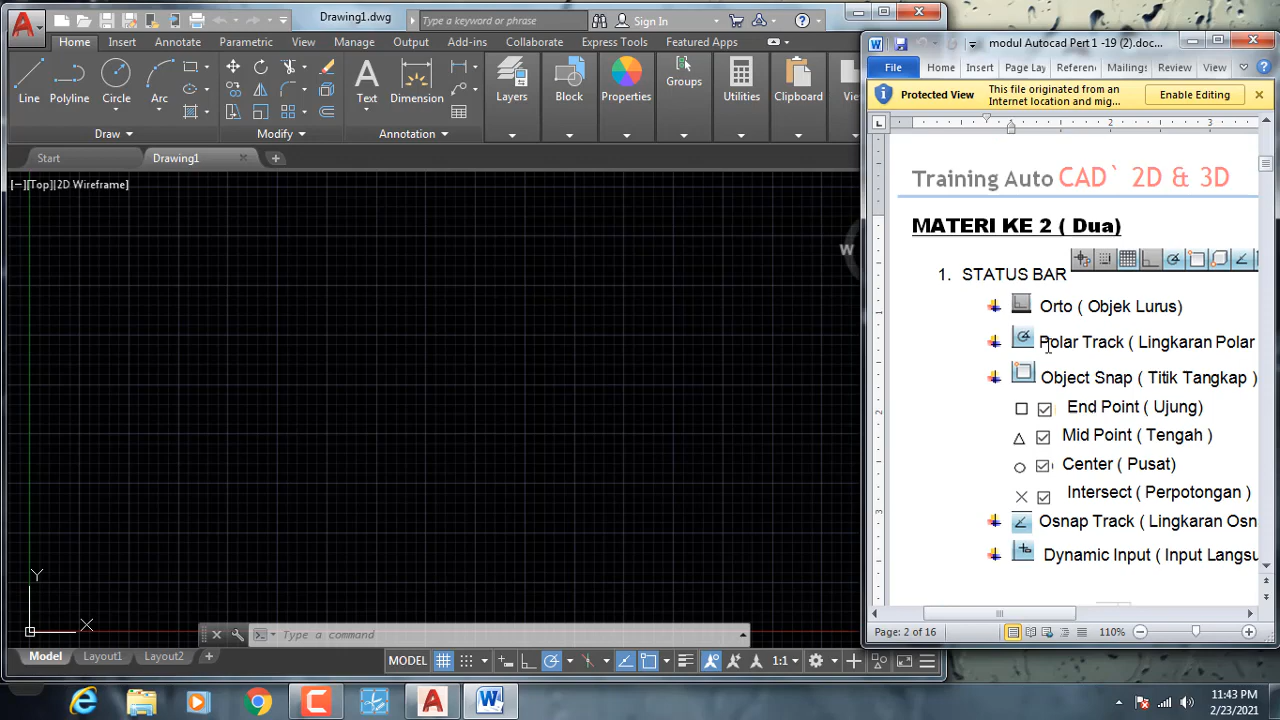 Drawing1.dwg
Type a keyword or phrase
Sign In
Home Insert Annotate Parametric View Manage Output Add-ins Collaborate Express Tools Featured Apps
Line Polyline Circle Arc
Text Dimension
Layers Block Properties Groups Utilities Clipboard
Draw Modify Annotation
Start Drawing1
[−][Top][2D Wireframe]
W
Y
X
Type a command
Model Layout1 Layout2
MODEL 1:1
modul Autocad Pert 1 -19 (2).doc...
File Home Insert Page Lay Mailings Review View
Protected View This file originated from an Internet location and mig... Enable Editing
1 2 3
Training Auto CAD` 2D & 3D
MATERI KE 2 ( Dua)
1. STATUS BAR
Orto ( Objek Lurus)
Polar Track ( Lingkaran Polar
Object Snap ( Titik Tangkap )
End Point ( Ujung)
Mid Point ( Tengah )
Center ( Pusat)
Intersect ( Perpotongan )
Osnap Track ( Lingkaran Osn
Dynamic Input ( Input Langsu
Page: 2 of 16 110%
11:43 PM
2/23/2021